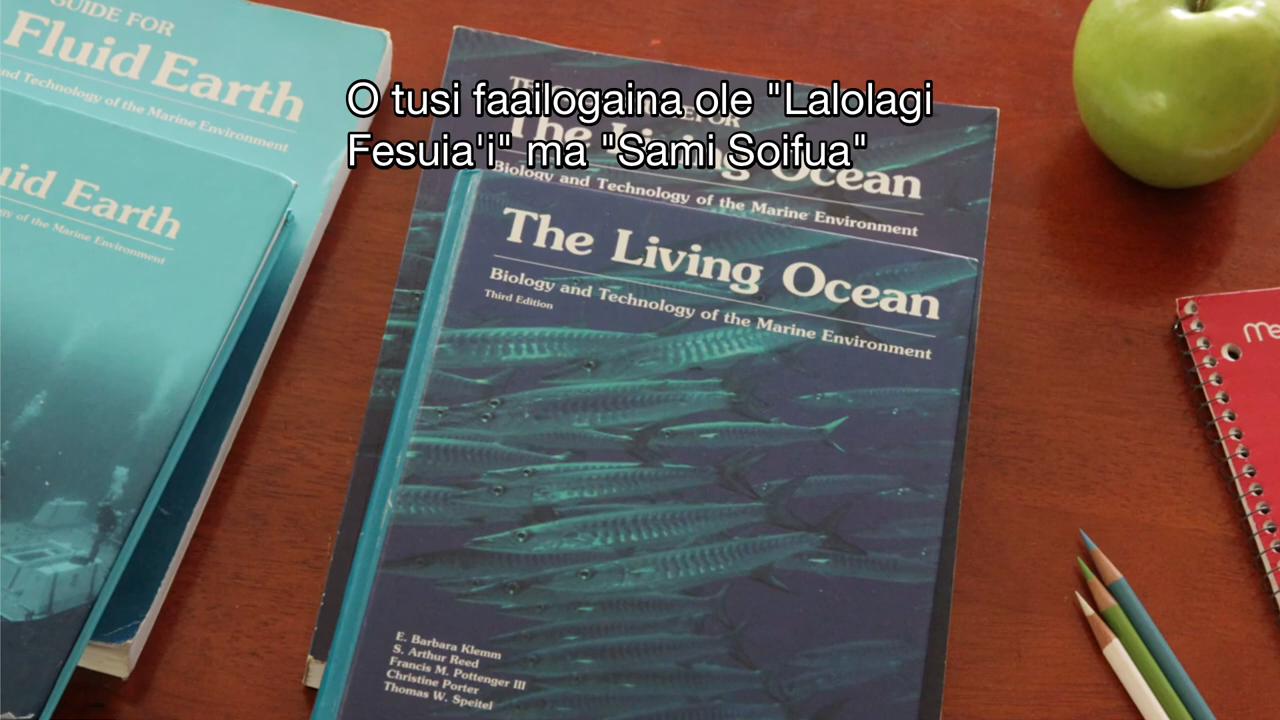 GUIDE FOR
Fluid Earth
and Technology of the Marine Environment
Earth
of the Marine Environment
O tusi faailogaina ole "Lalolagi
Fesuia'i" ma "Sami Soifua"
The Living Ocean
Biology and Technology of the Marine Environment
The Living Ocean
Biology and Technology of the Marine Environment
Third Edition
E. Barbara Klemm
S. Arthur Reed
Francis M. Pottenger III
Christine Porter
Thomas W. Speitel